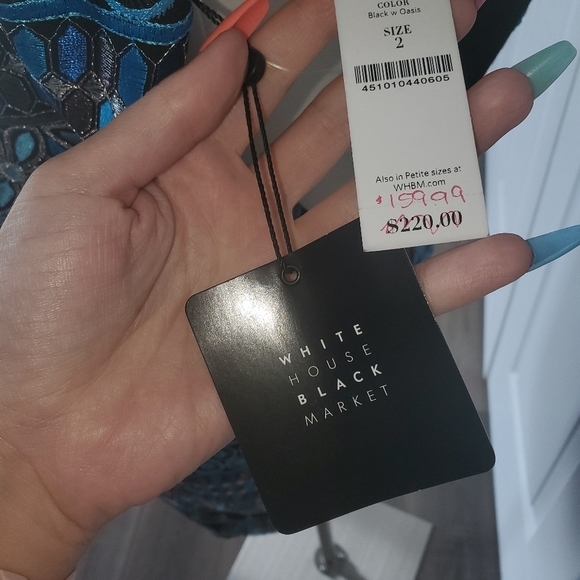 COLOR
Black w Oasis
SIZE
2
451010440605
Also in Petite sizes at
WHBM.com
$159.99
$220.00
WHITE
HOUSE
BLACK
MARKET